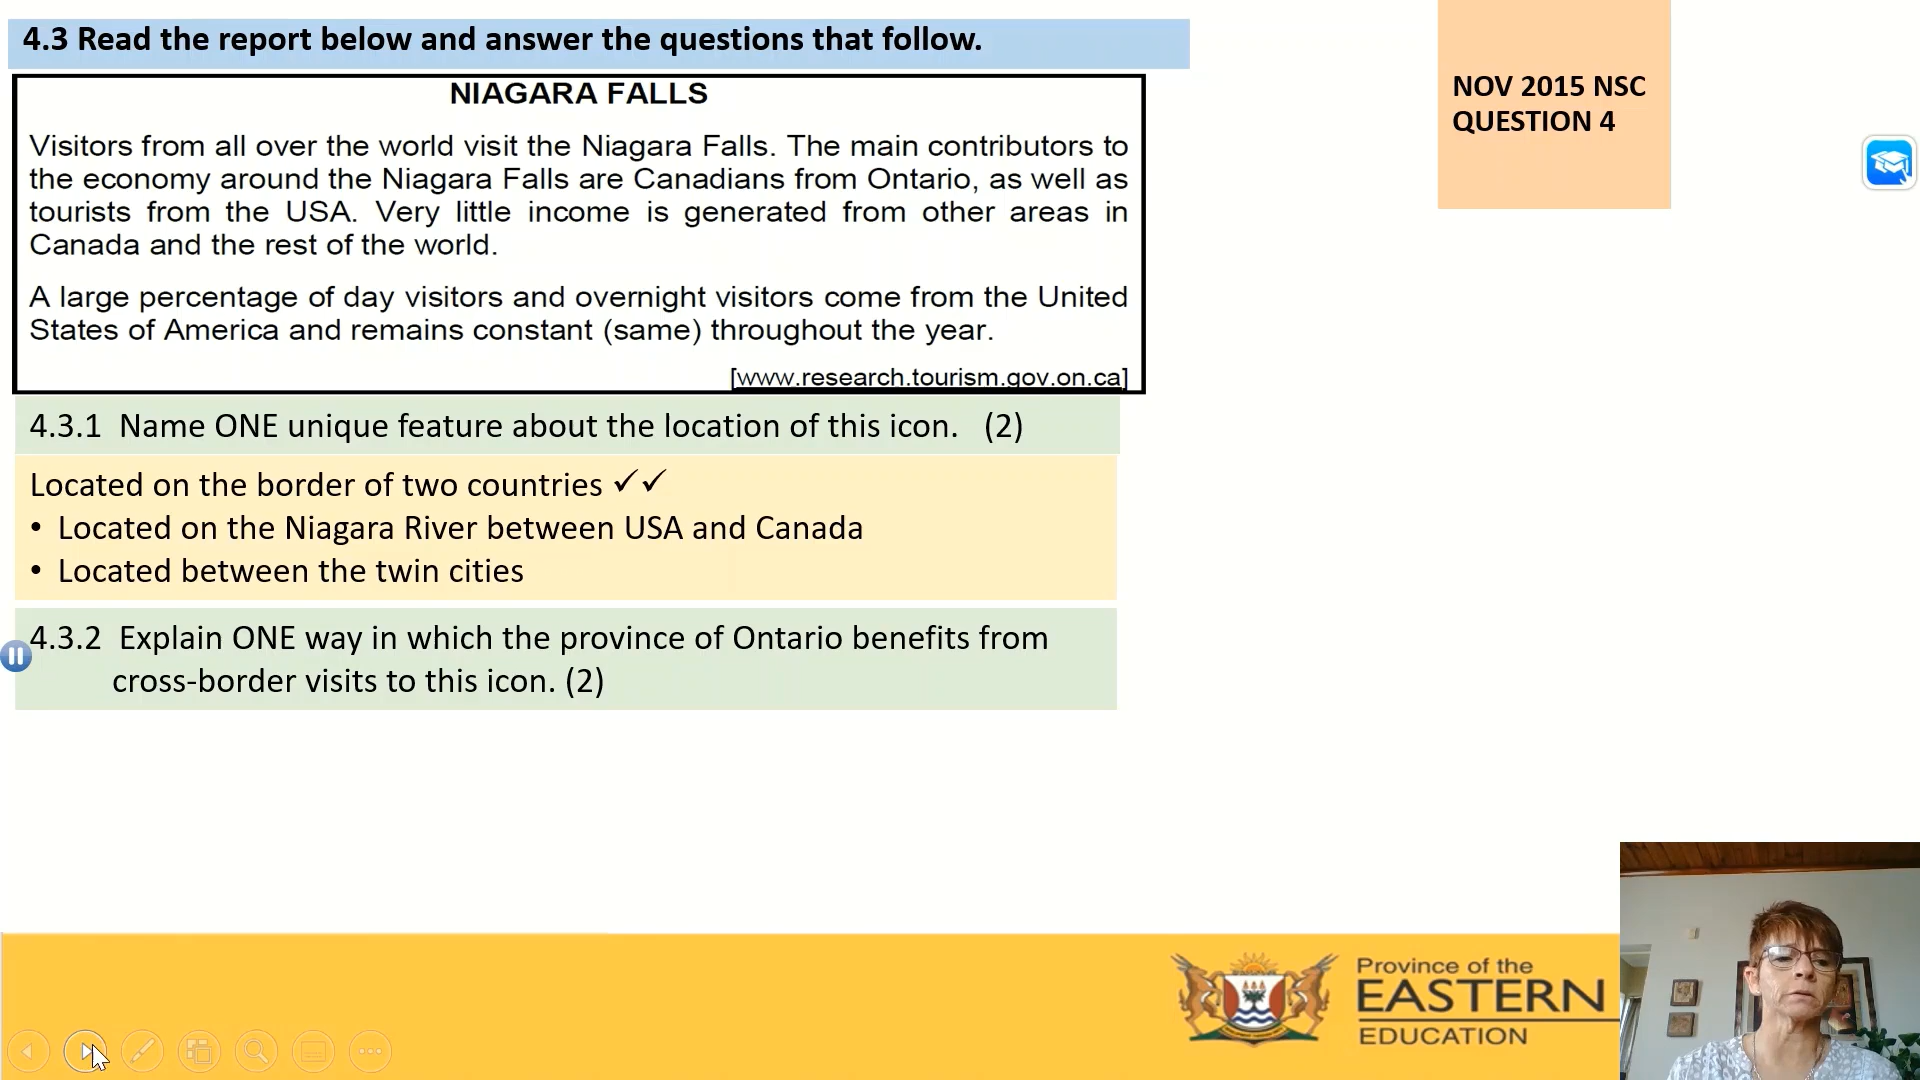 4.3 Read the report below and answer the questions that follow.
NIAGARA FALLS
Visitors from all over the world visit the Niagara Falls. The main contributors to
the economy around the Niagara Falls are Canadians from Ontario, as well as
tourists from the USA. Very little income is generated from other areas in
Canada and the rest of the world.
A large percentage of day visitors and overnight visitors come from the United
States of America and remains constant (same) throughout the year.
[www.research.tourism.gov.on.ca]
4.3.1 Name ONE unique feature about the location of this icon. (2)
Located on the border of two countries ✓✓
• Located on the Niagara River between USA and Canada
• Located between the twin cities
4.3.2 Explain ONE way in which the province of Ontario benefits from
cross-border visits to this icon. (2)
NOV 2015 NSC
QUESTION 4
Province of the
EASTERN
EDUCATION